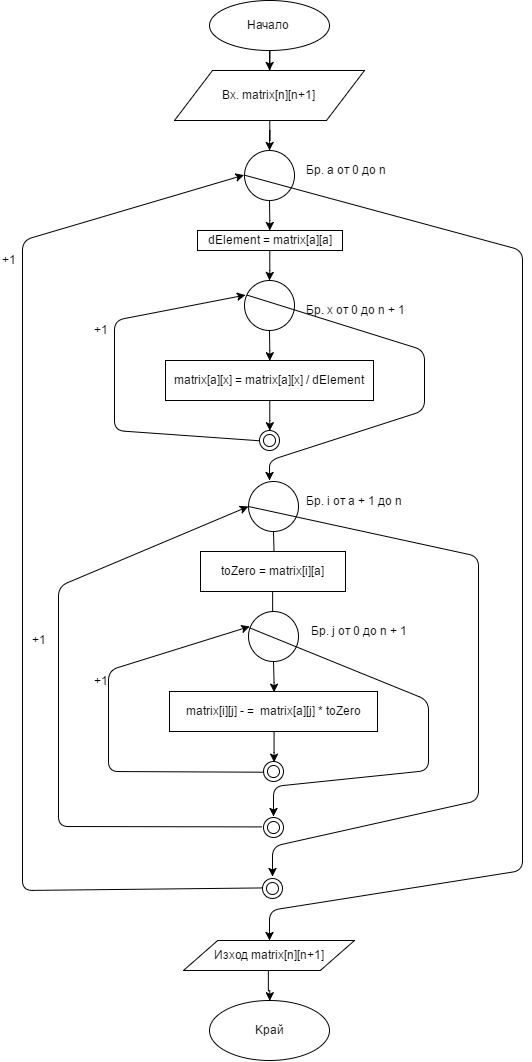 Начало
Вх. matrix[n][n+1]
Бр. a от 0 до n
+1
dElement = matrix[a][a]
Бр. x от 0 до n + 1
+1
matrix[a][x] = matrix[a][x] / dElement
Бр. i от a + 1 до n
toZero = matrix[i][a]
Бр. j от 0 до n + 1
+1
+1
matrix[i][j] - = matrix[a][j] * toZero
Изход matrix[n][n+1]
Край